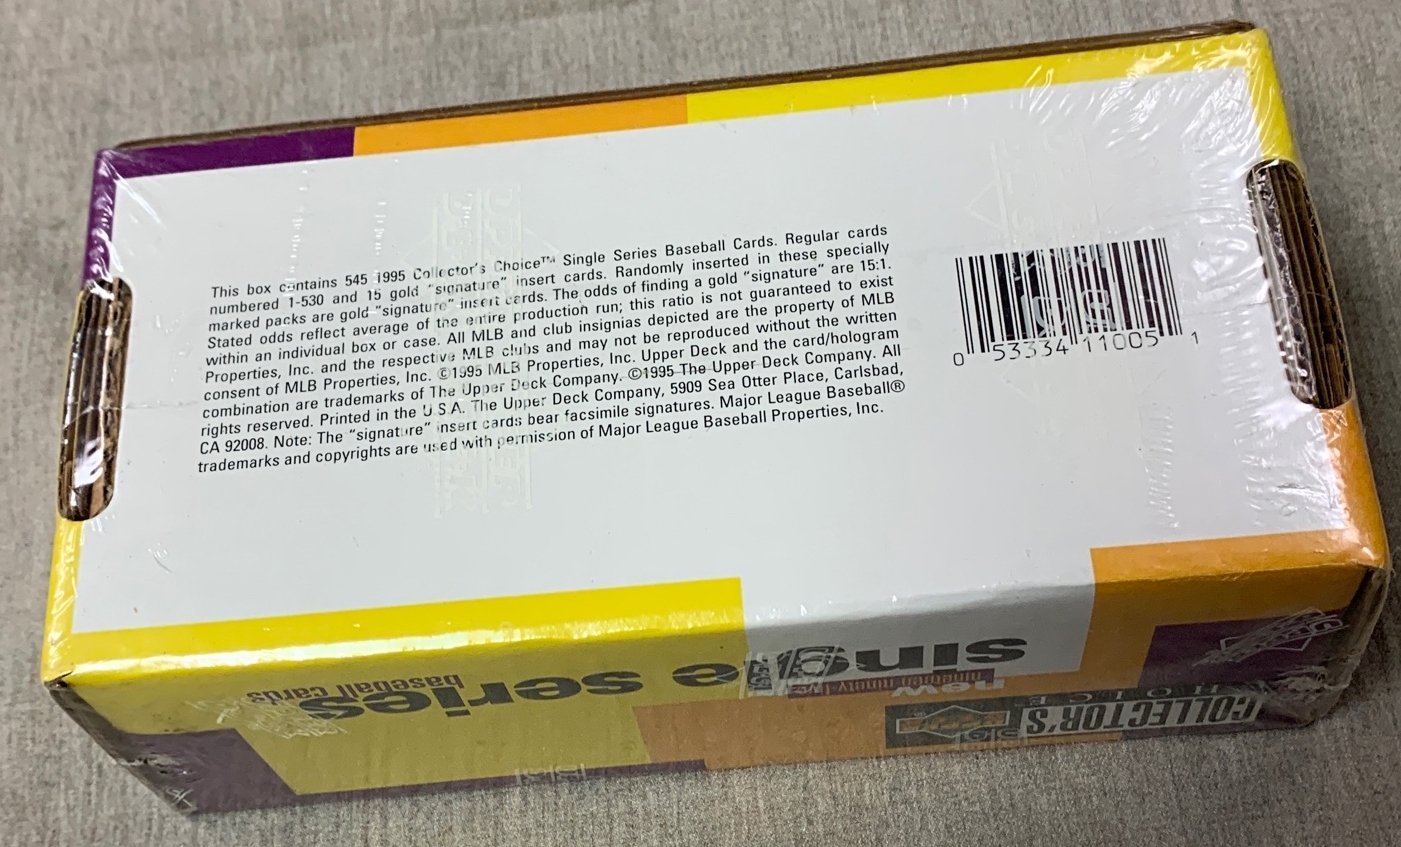 This box contains 545 1995 Collector's Choice™ Single Series Baseball Cards. Regular cards
numbered 1-530 and 15 gold "signature" insert cards. Randomly inserted in these specially
marked packs are gold "signature" insert cards. The odds of finding a gold "signature" are 15:1.
Stated odds reflect average of the entire production run; this ratio is not guaranteed to exist
within an individual box or case. All MLB and club insignias depicted are the property of MLB
Properties, Inc. and the respective MLB clubs and may not be reproduced without the written
consent of MLB Properties, Inc. ©1995 MLB Properties, Inc. Upper Deck and the card/hologram
combination are trademarks of The Upper Deck Company. ©1995 The Upper Deck Company. All
rights reserved. Printed in the U.S.A. The Upper Deck Company, 5909 Sea Otter Place, Carlsbad,
CA 92008. Note: The "signature" insert cards bear facsimile signatures. Major League Baseball®
trademarks and copyrights are used with permission of Major League Baseball Properties, Inc.
0 53334 11005 1
COLLECTOR'S
CHOICE
new
nineteen ninety-five
single series
baseball cards